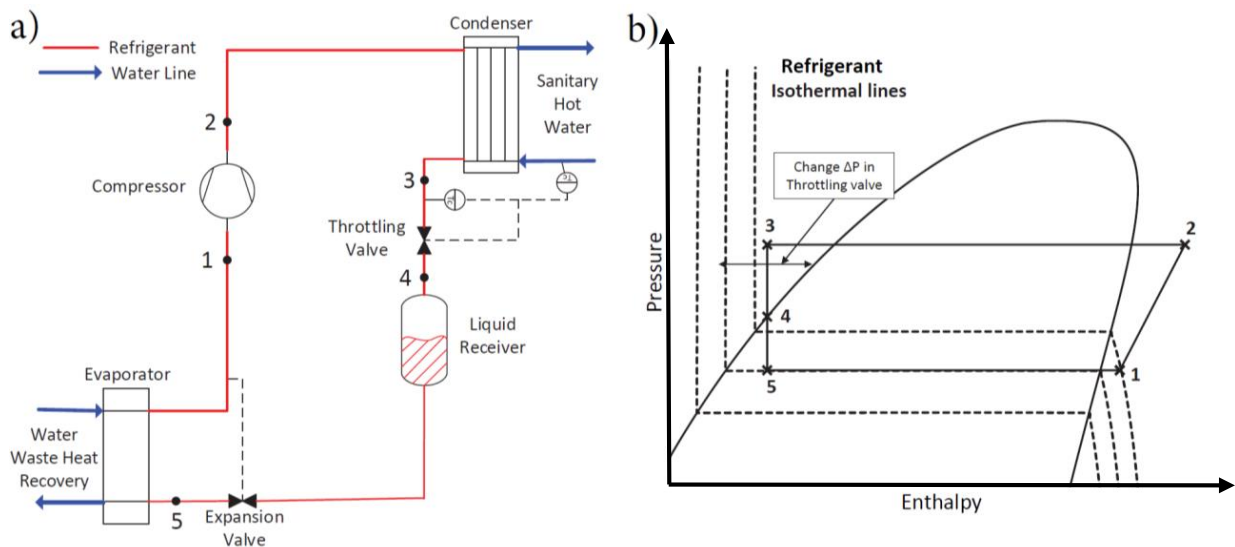 a)
Refrigerant
Water Line
Condenser
Sanitary
Hot
Water
2
Compressor
3
Tc
Tc
Throttling
Valve
1
4
Liquid
Receiver
Evaporator
Water
Waste Heat
Recovery
5
Expansion
Valve
b)
Refrigerant
Isothermal lines
Change ΔP in
Throttling valve
3
2
4
5
1
Pressure
Enthalpy